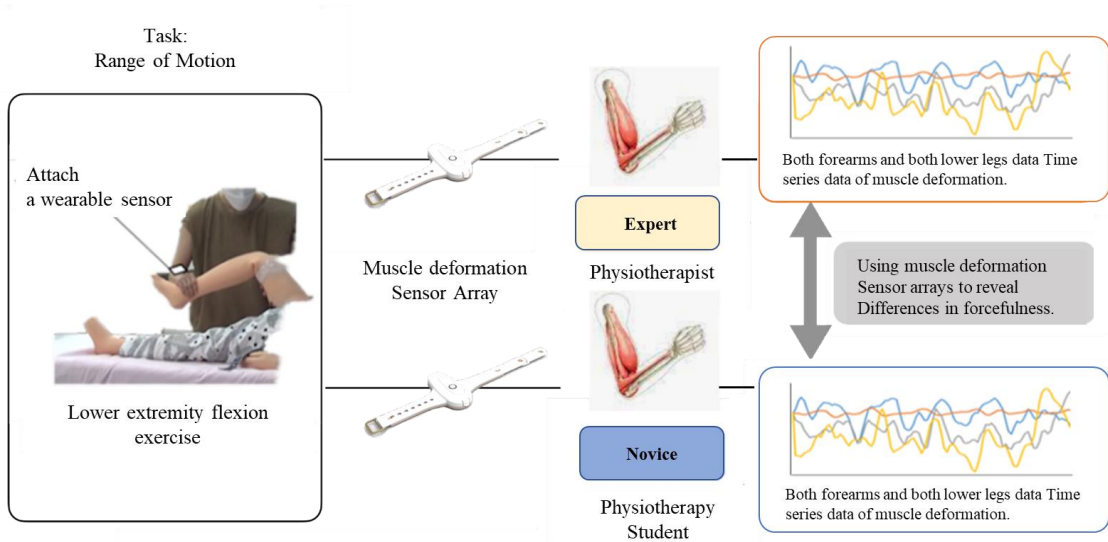 Task:
Range of Motion
Attach
a wearable sensor
Lower extremity flexion
exercise
Muscle deformation
Sensor Array
Expert
Physiotherapist
Novice
Physiotherapy
Student
Both forearms and both lower legs data Time
series data of muscle deformation.
Using muscle deformation
Sensor arrays to reveal
Differences in forcefulness.
Both forearms and both lower legs data Time
series data of muscle deformation.